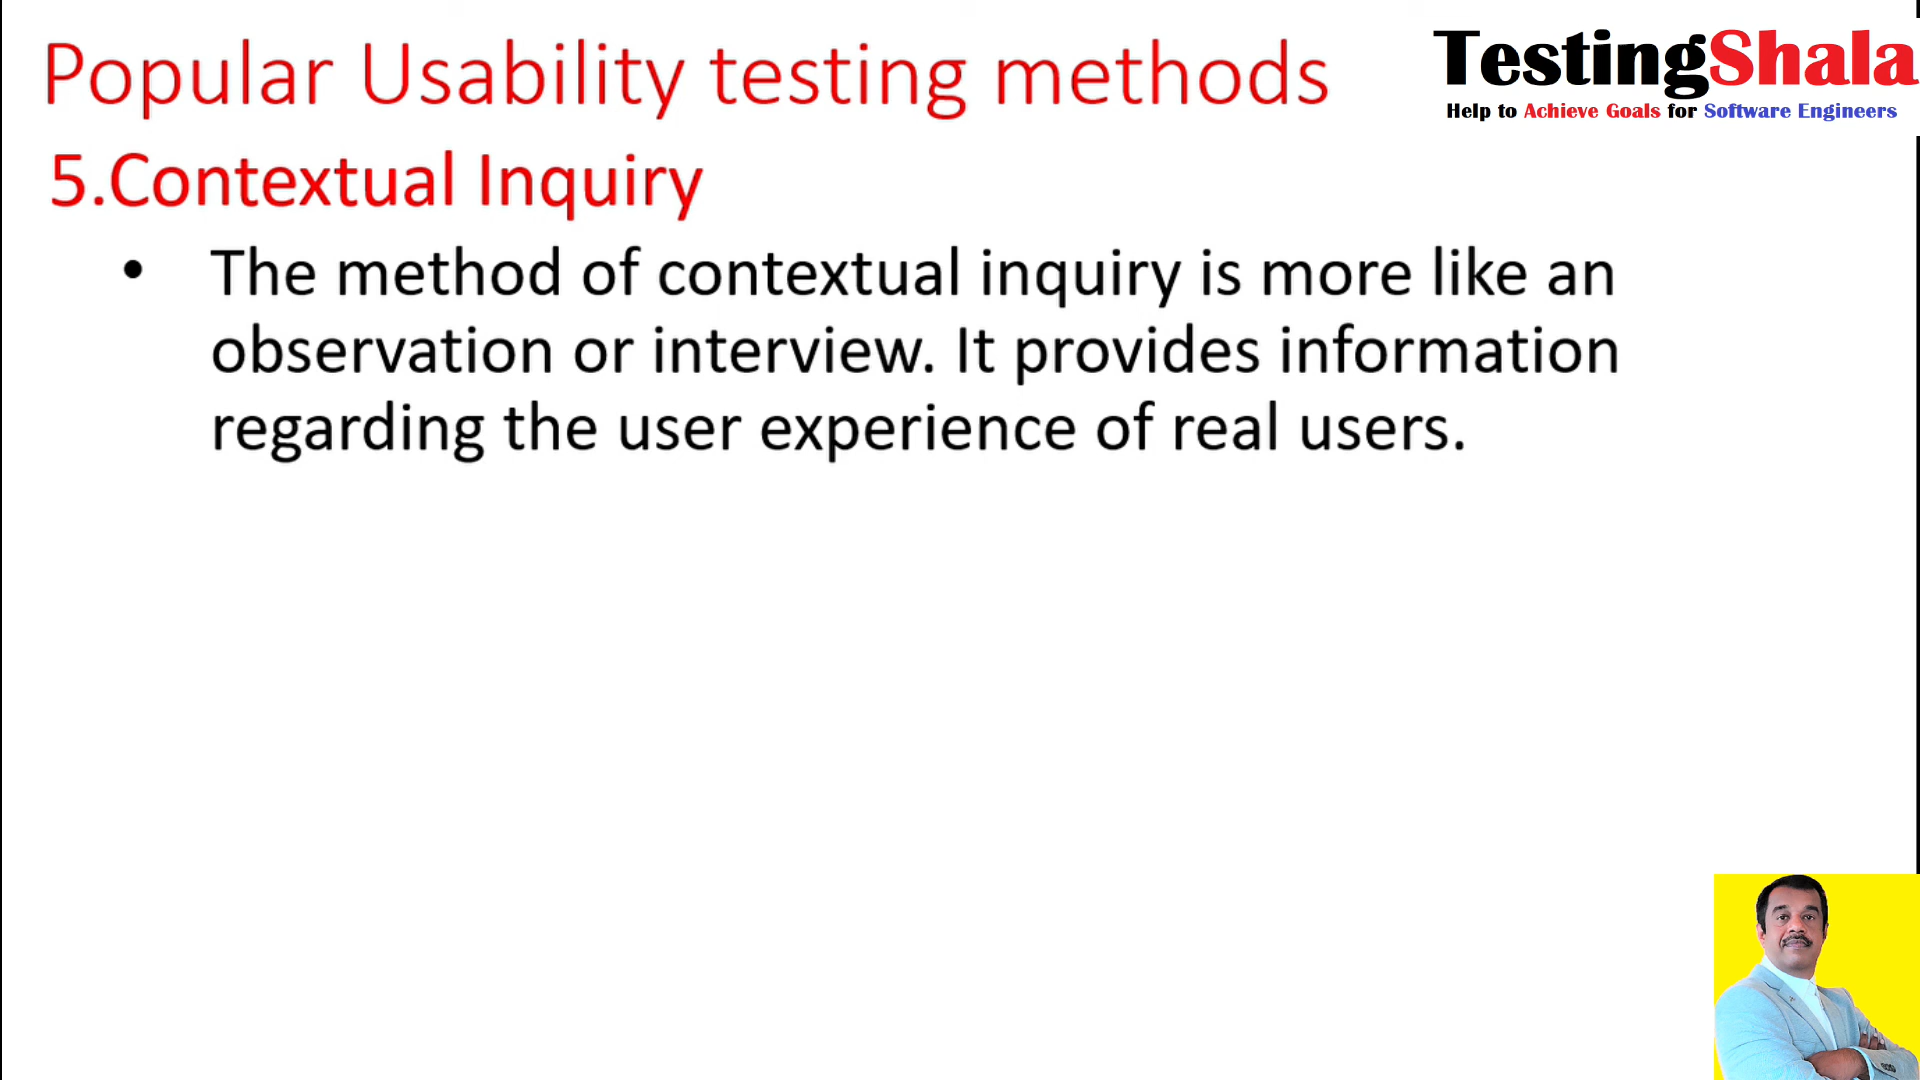 Popular Usability testing methods
TestingShala
Help to Achieve Goals for Software Engineers
5.Contextual Inquiry
• The method of contextual inquiry is more like an
observation or interview. It provides information
regarding the user experience of real users.